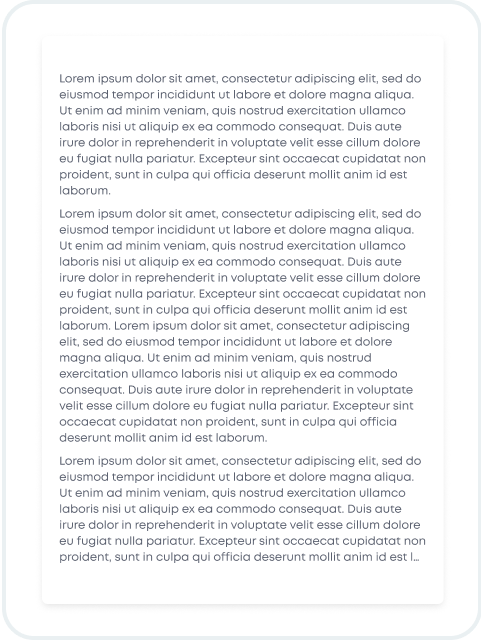 Lorem ipsum dolor sit amet, consectetur adipiscing elit, sed do
eiusmod tempor incididunt ut labore et dolore magna aliqua.
Ut enim ad minim veniam, quis nostrud exercitation ullamco
laboris nisi ut aliquip ex ea commodo consequat. Duis aute
irure dolor in reprehenderit in voluptate velit esse cillum dolore
eu fugiat nulla pariatur. Excepteur sint occaecat cupidatat non
proident, sunt in culpa qui officia deserunt mollit anim id est
laborum.
Lorem ipsum dolor sit amet, consectetur adipiscing elit, sed do
eiusmod tempor incididunt ut labore et dolore magna aliqua.
Ut enim ad minim veniam, quis nostrud exercitation ullamco
laboris nisi ut aliquip ex ea commodo consequat. Duis aute
irure dolor in reprehenderit in voluptate velit esse cillum dolore
eu fugiat nulla pariatur. Excepteur sint occaecat cupidatat non
proident, sunt in culpa qui officia deserunt mollit anim id est
laborum. Lorem ipsum dolor sit amet, consectetur adipiscing
elit, sed do eiusmod tempor incididunt ut labore et dolore
magna aliqua. Ut enim ad minim veniam, quis nostrud
exercitation ullamco laboris nisi ut aliquip ex ea commodo
consequat. Duis aute irure dolor in reprehenderit in voluptate
velit esse cillum dolore eu fugiat nulla pariatur. Excepteur sint
occaecat cupidatat non proident, sunt in culpa qui officia
deserunt mollit anim id est laborum.
Lorem ipsum dolor sit amet, consectetur adipiscing elit, sed do
eiusmod tempor incididunt ut labore et dolore magna aliqua.
Ut enim ad minim veniam, quis nostrud exercitation ullamco
laboris nisi ut aliquip ex ea commodo consequat. Duis aute
irure dolor in reprehenderit in voluptate velit esse cillum dolore
eu fugiat nulla pariatur. Excepteur sint occaecat cupidatat non
proident, sunt in culpa qui officia deserunt mollit anim id est l...